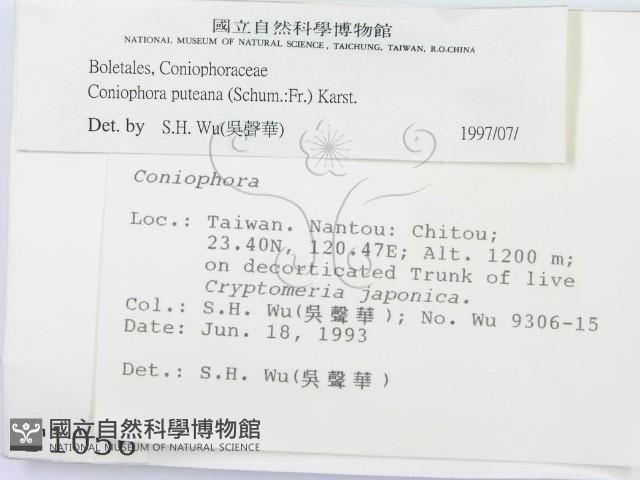 國立自然科學博物館
NATIONAL MUSEUM OF NATURAL SCIENCE, TAICHUNG, TAIWAN, R.O.CHINA
Boletales, Coniophoraceae
Coniophora puteana (Schum.:Fr.) Karst.
Det. by S.H. Wu(吳聲華) 1997/07/
Coniophora
Loc.: Taiwan. Nantou: Chitou;
23.40N, 120.47E; Alt. 1200 m;
on decorticated Trunk of live
Cryptomeria japonica.
Col.: S.H. Wu(吳聲華); No. Wu 9306-15
Date: Jun. 18, 1993
Det.: S.H. Wu(吳聲華)
國立自然科學博物館
NATIONAL MUSEUM OF NATURAL SCIENCE